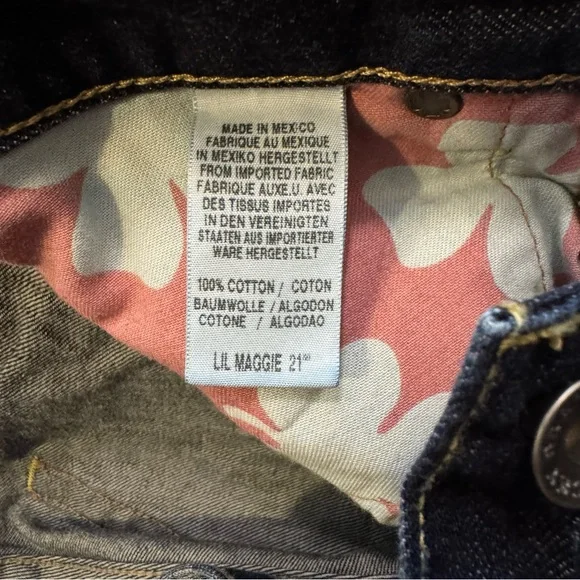 MADE IN MEXICO
FABRIQUE AU MEXIQUE
IN MEXIKO HERGESTELLT
FROM IMPORTED FABRIC
FABRIQUE AUXE.U. AVEC
DES TISSUS IMPORTES
IN DEN VEREINIGTEN
STAATEN AUS IMPORTIERTER
WARE HERGESTELLT
100% COTTON / COTON
BAUMWOLLE / ALGODON
COTONE / ALGODAO
LIL MAGGIE 21"